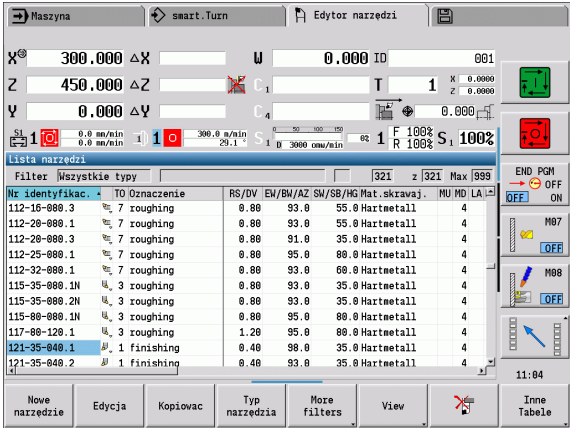 Maszyna smart.Turn Edytor narzędzi
X 300.000 ΔX W 0.000 ID 001
Z 450.000 ΔZ C 1 T 1 X 0.0000 Z 0.0000
Y 0.000 ΔY C 4 0.000
S1 1 0.0 mm/min 0.0 mm/min 1 1 0 300.0 m/min 29.1 ° S 1 0 50 100 150 0% D 3000 omw/min 1 F 100% R 100% S 1 100%
Lista narzędzi
Filter Wszystkie typy 321 z 321 Max 999
Nr identyfikac. TO Oznaczenie RS/DV EW/BW/AZ SW/SB/HG Mat.skrawaj. MU MD LA
112-16-080.3 7 roughing 0.80 93.0 55.0 Hartmetall 4
112-20-080.1 7 roughing 0.80 93.0 55.0 Hartmetall 4
112-20-080.3 7 roughing 0.80 91.0 35.0 Hartmetall 4
112-25-080.1 7 roughing 0.80 95.0 80.0 Hartmetall 4
112-32-080.1 7 roughing 0.80 93.0 60.0 Hartmetall 4
115-35-080.1N 3 roughing 0.80 93.0 35.0 Hartmetall 4
115-35-080.2N 3 roughing 0.80 93.0 35.0 Hartmetall 4
115-80-080.1N 3 roughing 0.80 95.0 80.0 Hartmetall 4
117-80-120.1 3 roughing 1.20 95.0 80.0 Hartmetall 4
121-35-040.1 1 finishing 0.40 98.0 35.0 Hartmetall 4
121-35-040.2 1 finishing 0.40 93.0 35.0 Hartmetall 4
END PGM
OFF
OFF ON
M07
OFF
M08
OFF
11:04
Nowe narzędzie
Edycja
Kopiowac
Typ narzędzia
More filters
View
Inne Tabele